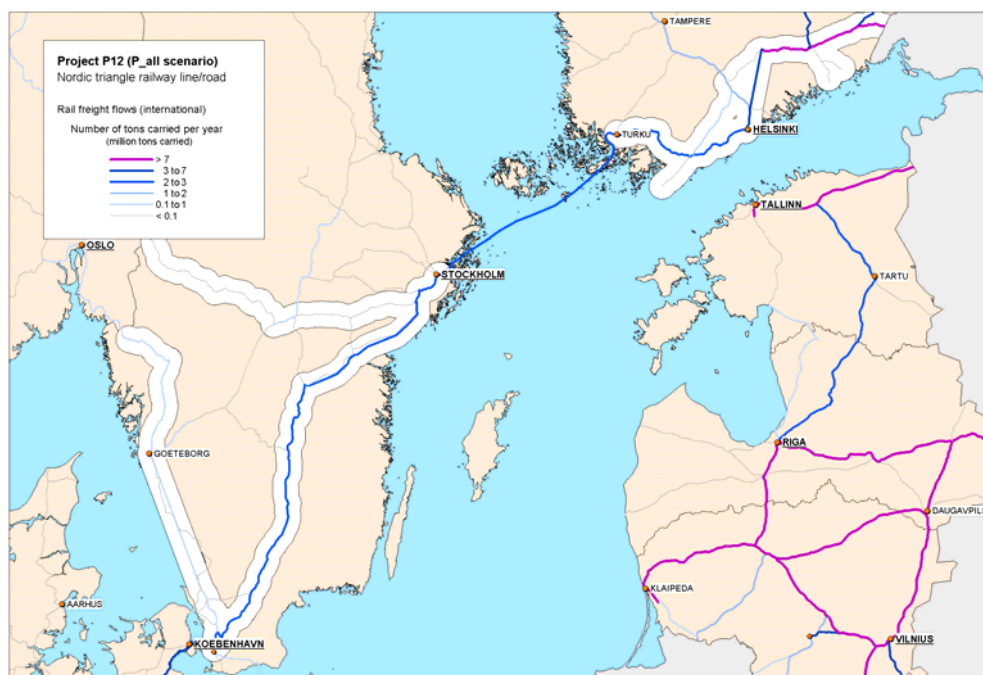 Project P12 (P_all scenario)
Nordic triangle railway line/road
Rail freight flows (international)
Number of tons carried per year
(million tons carried)
> 7
3 to 7
2 to 3
1 to 2
0.1 to 1
< 0.1
TAMPERE
TURKU
HELSINKI
TALLINN
OSLO
STOCKHOLM
TARTU
RIGA
GOETEBORG
DAUGAVPIL
KLAIPEDA
AARHUS
KOEBENHAVN
VILNIUS